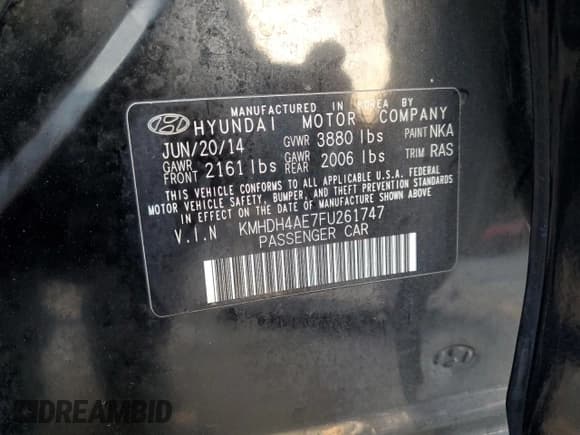 MANUFACTURED IN KOREA BY
HYUNDAI MOTOR COMPANY
JUN/20/14 GVWR 3880 lbs PAINT NKA
GAWR FRONT 2161 lbs GAWR REAR 2006 lbs TRIM RAS
THIS VEHICLE CONFORMS TO ALL APPLICABLE U.S.A. FEDERAL
MOTOR VEHICLE SAFETY, BUMPER, AND THEFT PREVENTION STANDARDS
IN EFFECT ON THE DATE OF MANUFACTURE SHOWN ABOVE
V.I.N KMHDH4AE7FU261747
PASSENGER CAR
DREAMBID